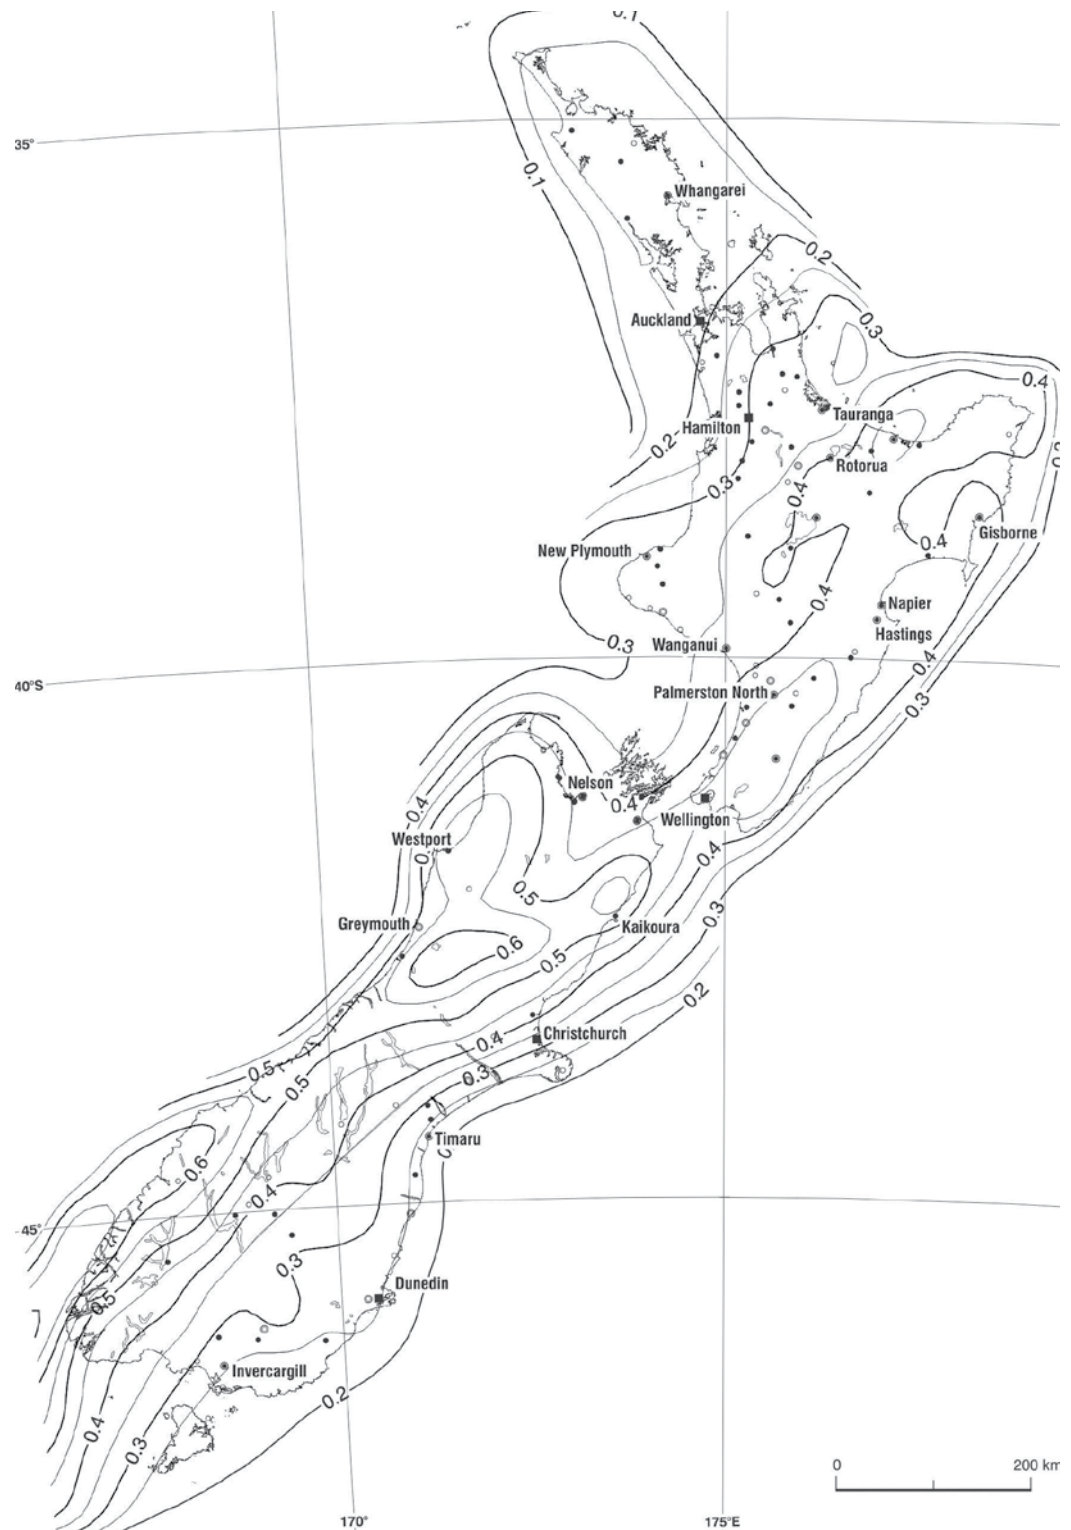 0.1
35°
0.1
Whangarei
0.2
Auckland
0.3
0.4
Tauranga
Hamilton
0.2
Rotorua
0.3
0.4
Gisborne
0.4
New Plymouth
0.4
Napier
Hastings
0.3
Wanganui
0.4
40°S
Palmerston North
0.3
Nelson
0.4
0.4
Wellington
Westport
0.4
0.5
0.3
Greymouth
Kaikoura
0.6
0.5
0.2
Christchurch
0.4
0.5
0.3
0.5
Timaru
0.6
0.4
45°
0.3
Dunedin
0.5
Invercargill
0.2
0.4
0.3
0 200 km
170° 175°E